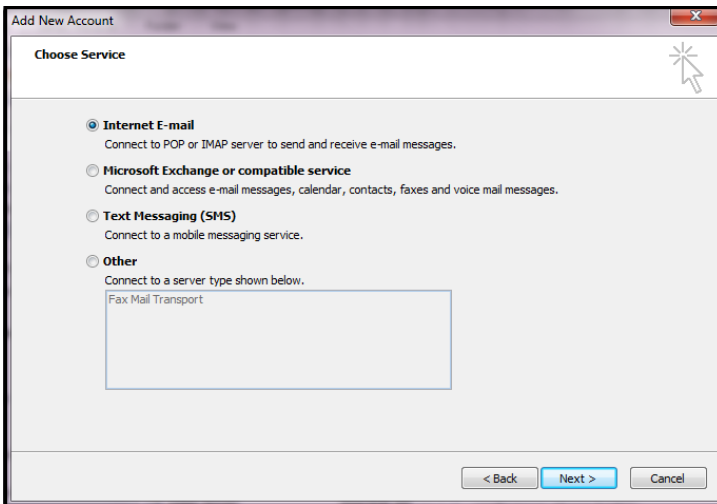 Add New Account
Choose Service
Internet E-mail
Connect to POP or IMAP server to send and receive e-mail messages.
Microsoft Exchange or compatible service
Connect and access e-mail messages, calendar, contacts, faxes and voice mail messages.
Text Messaging (SMS)
Connect to a mobile messaging service.
Other
Connect to a server type shown below.
Fax Mail Transport
< Back Next > Cancel